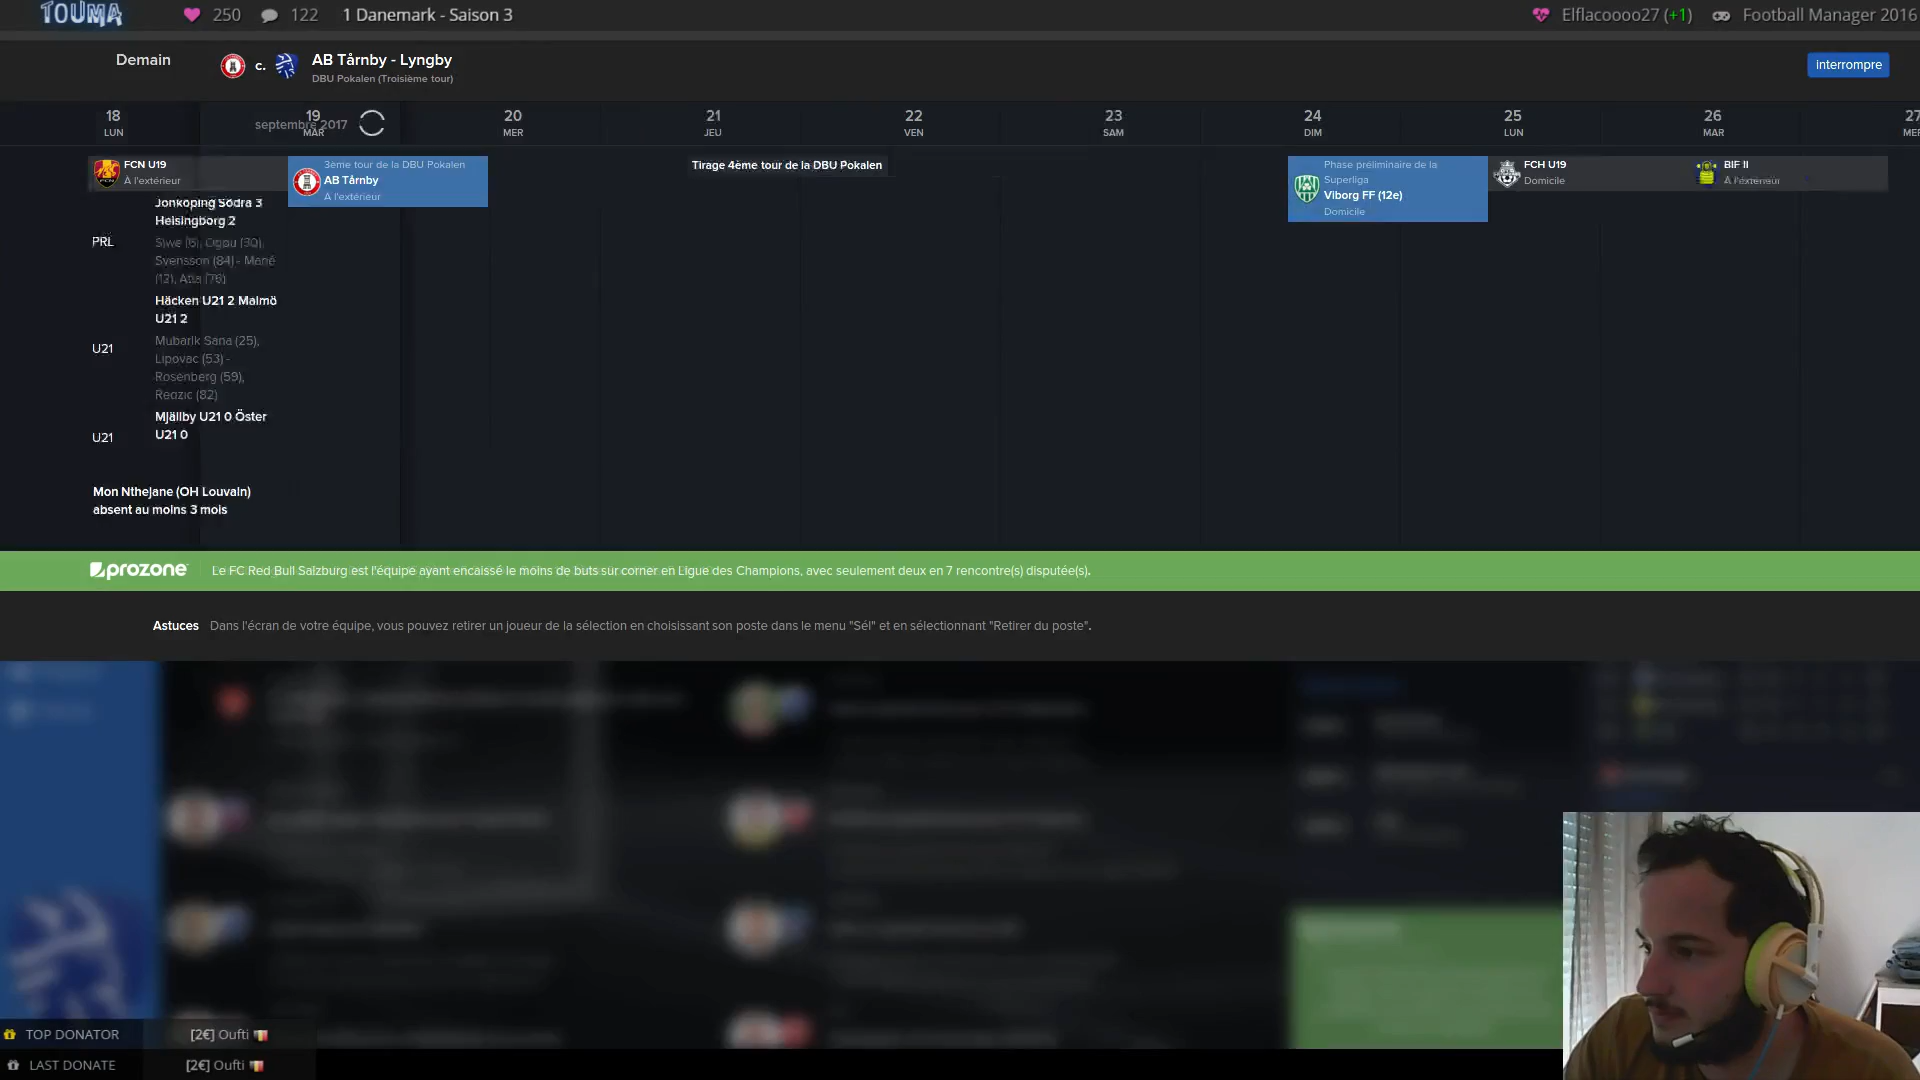 TOUMA
250
122
1 Danemark - Saison 3
Elflacoooo27 (+1)
Football Manager 2016
Demain
c.
AB Tårnby - Lyngby
DBU Pokalen (Troisième tour)
interrompre
18
LUN
septembre 2017
19
MAR
20
MER
21
JEU
22
VEN
23
SAM
24
DIM
25
LUN
26
MAR
27
FCN U19
À l'extérieur
3ème tour de la DBU Pokalen
AB Tårnby
À l'extérieur
Tirage 4ème tour de la DBU Pokalen
Phase préliminaire de la
Superliga
Viborg FF (12e)
Domicile
FCH U19
Domicile
BIF II
À l'extérieur
PRL
Jönköping Södra 3
Helsingborg 2
Svensson (84) - Mané
U21
Häcken U21 2 Malmö
U21 2
Mubarik Sana (25),
Lipovac (53) -
Rosenberg (59),
Redzic (82)
U21
Mjällby U21 0 Öster
U21 0
Mon Nthejane (OH Louvain)
absent au moins 3 mois
prozone
Le FC Red Bull Salzburg est l'équipe ayant encaissé le moins de buts sur corner en Ligue des Champions, avec seulement deux en 7 rencontre(s) disputée(s).
Astuces Dans l'écran de votre équipe, vous pouvez retirer un joueur de la sélection en choisissant son poste dans le menu "Sél" et en sélectionnant "Retirer du poste".
TOP DONATOR
[2€] Oufti
LAST DONATE
[2€] Oufti